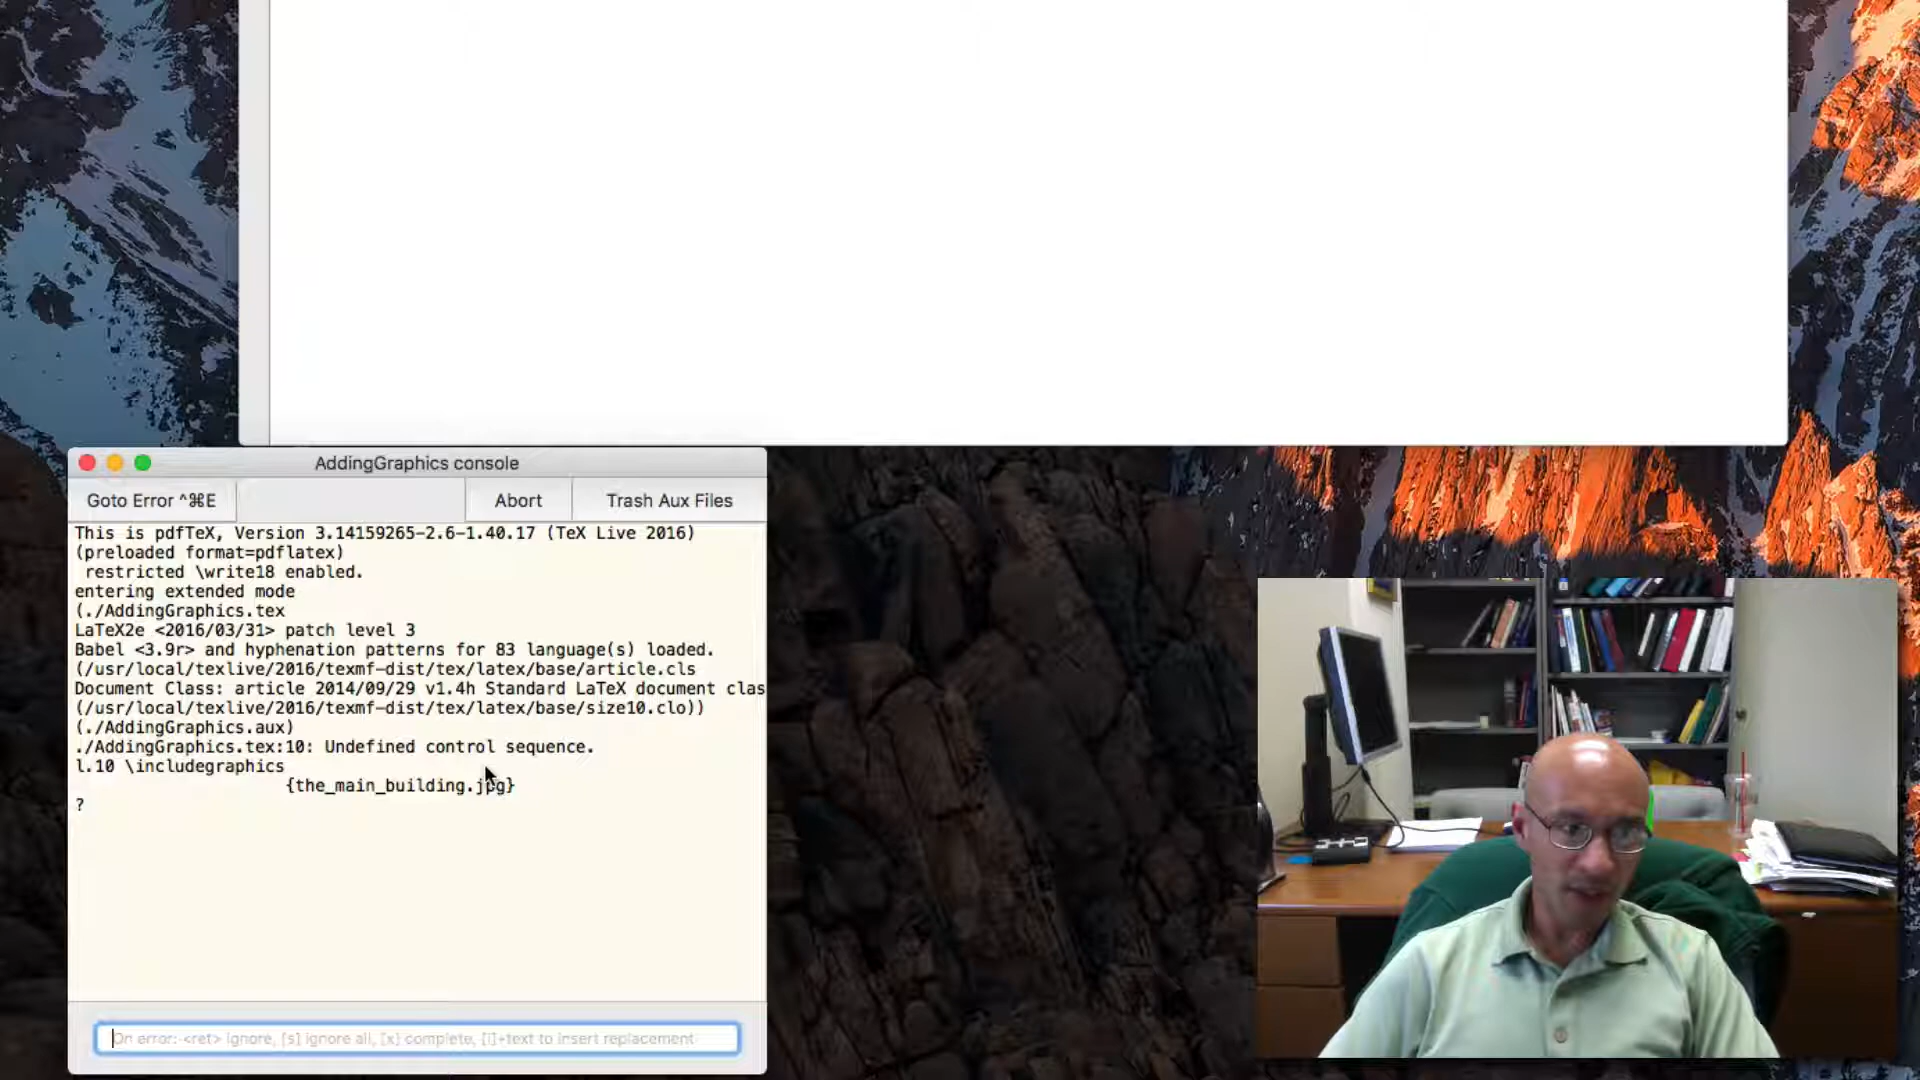 AddingGraphics console
Goto Error ^⌘E
Abort
Trash Aux Files
This is pdfTeX, Version 3.14159265-2.6-1.40.17 (TeX Live 2016)
(preloaded format=pdflatex)
restricted \write18 enabled.
entering extended mode
(./AddingGraphics.tex
LaTeX2e <2016/03/31> patch level 3
Babel <3.9r> and hyphenation patterns for 83 language(s) loaded.
(/usr/local/texlive/2016/texmf-dist/tex/latex/base/article.cls
Document Class: article 2014/09/29 v1.4h Standard LaTeX document clas
(/usr/local/texlive/2016/texmf-dist/tex/latex/base/size10.clo))
(./AddingGraphics.aux)
./AddingGraphics.tex:10: Undefined control sequence.
l.10 \includegraphics
{the_main_building.jpg}
?
On error: <ret> ignore, [s] ignore all, [x] complete, [i]+text to insert replacement